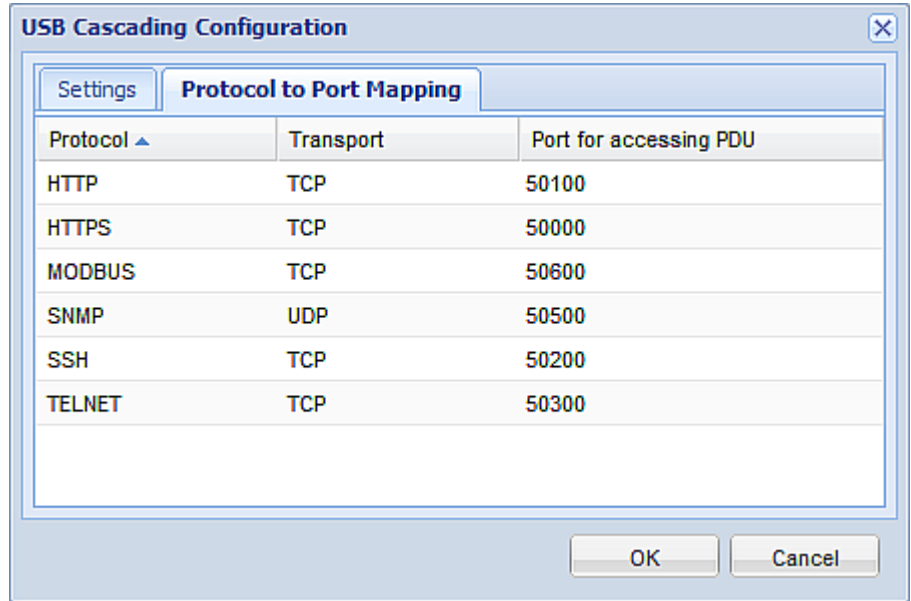 USB Cascading Configuration
Settings Protocol to Port Mapping
Protocol Transport Port for accessing PDU
HTTP TCP 50100
HTTPS TCP 50000
MODBUS TCP 50600
SNMP UDP 50500
SSH TCP 50200
TELNET TCP 50300
OK Cancel